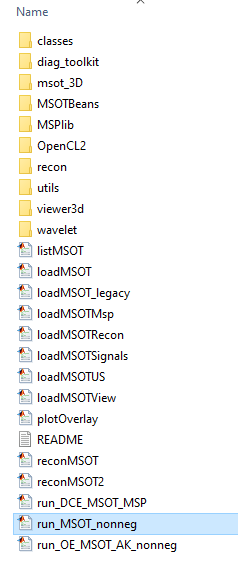 Name
classes
diag_toolkit
msot_3D
MSOTBeans
MSPlib
OpenCL2
recon
utils
viewer3d
wavelet
listMSOT
loadMSOT
loadMSOT_legacy
loadMSOTMsp
loadMSOTRecon
loadMSOTSignals
loadMSOTUS
loadMSOTView
plotOverlay
README
reconMSOT
reconMSOT2
run_DCE_MSOT_MSP
run_MSOT_nonneg
run_OE_MSOT_AK_nonneg